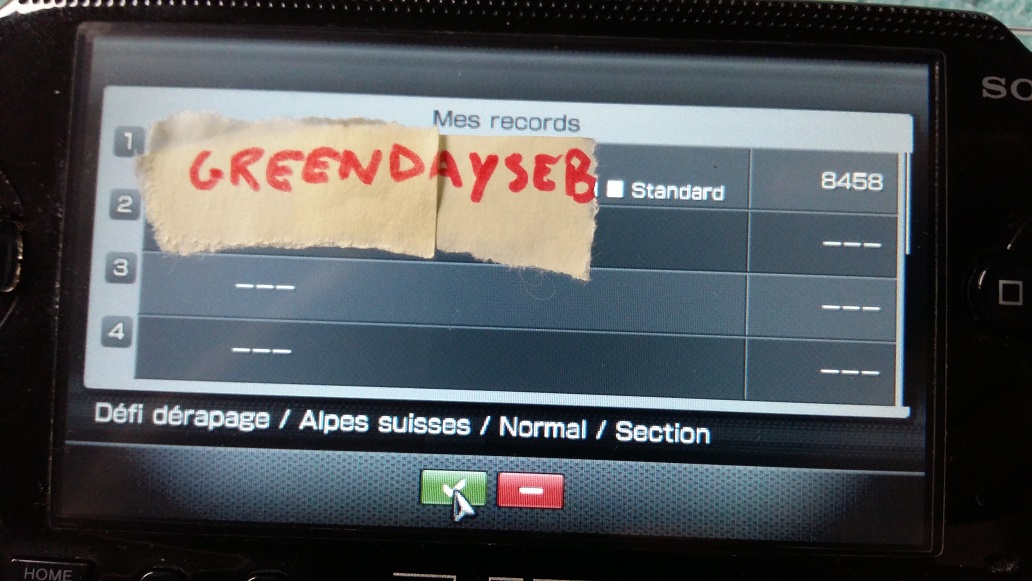 SO
Mes records
1
GREENDAYSEB
Standard
8458
2
---
3
---
---
4
---
---
Défi dérapage / Alpes suisses / Normal / Section
HOME